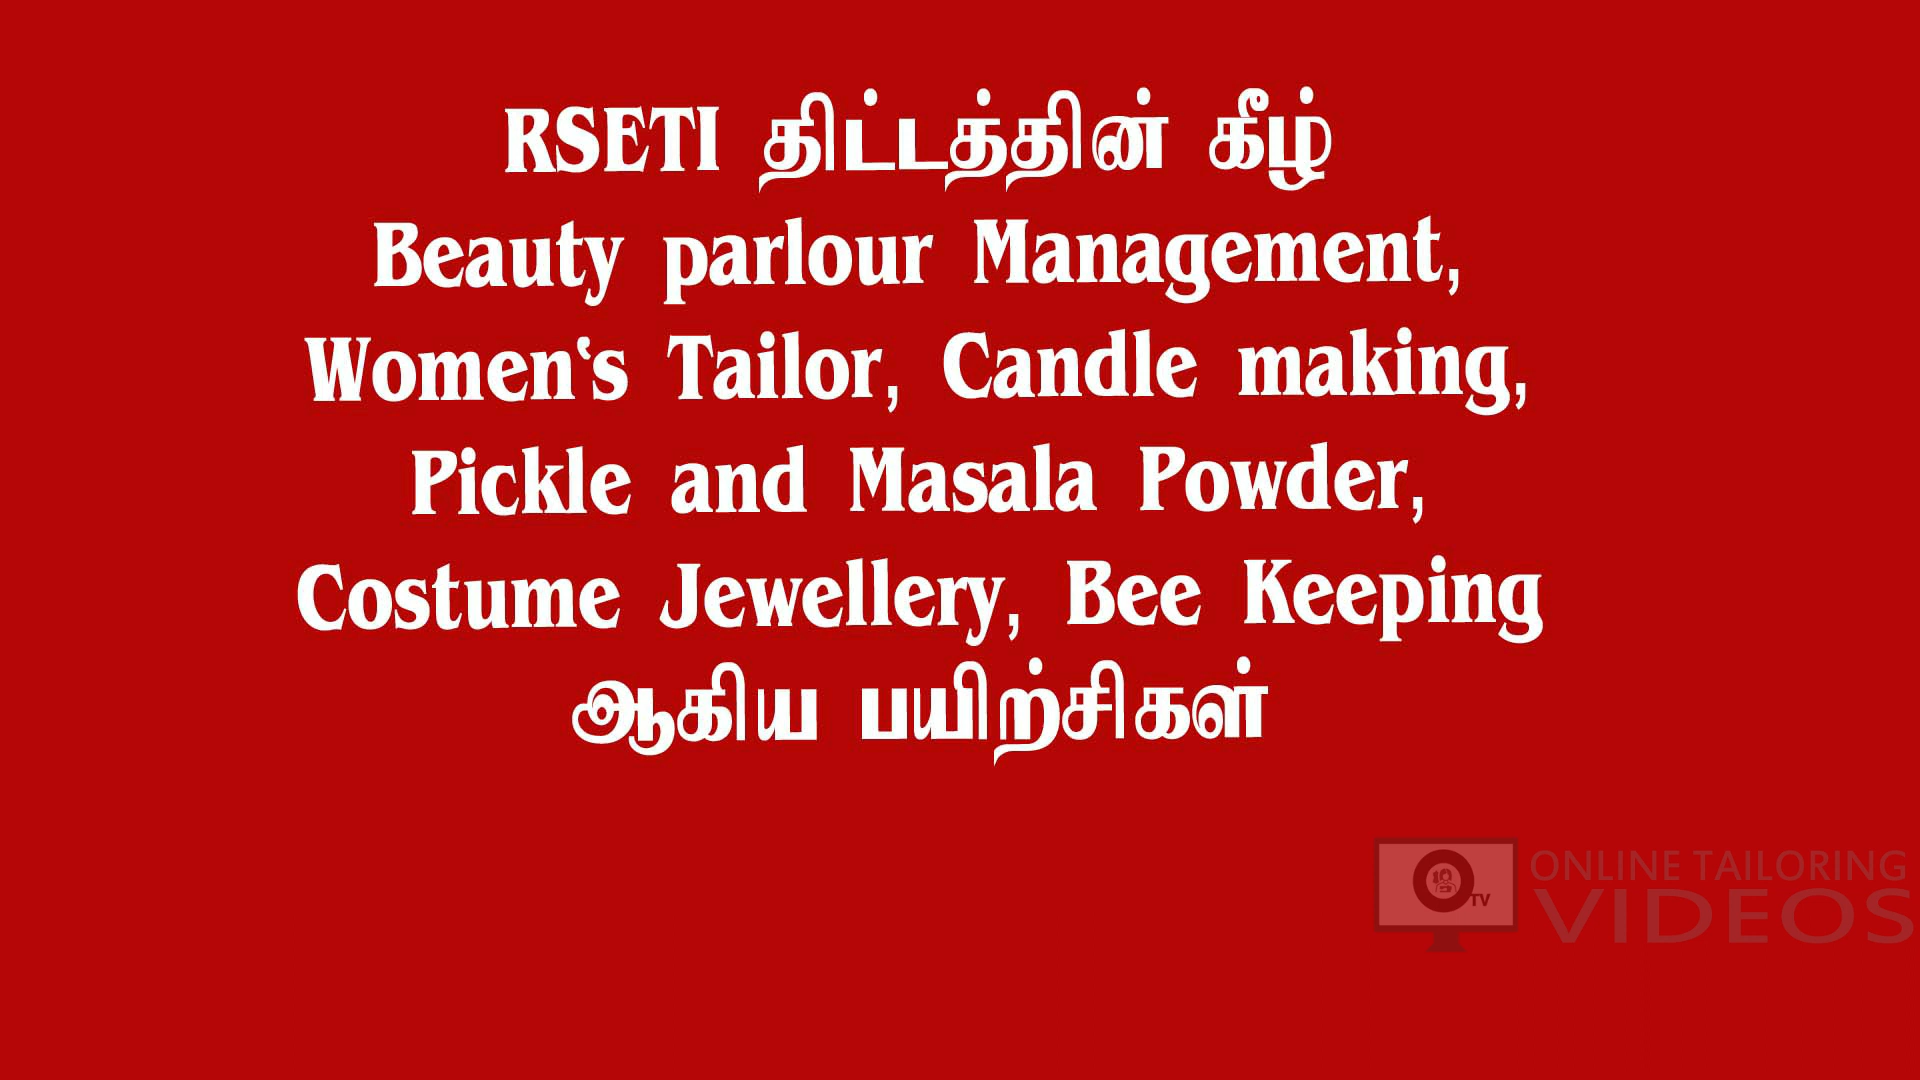 RSETI திட்டத்தின் கீழ்
Beauty parlour Management,
Women's Tailor, Candle making,
Pickle and Masala Powder,
Costume Jewellery, Bee Keeping
ஆகிய பயிற்சிகள்
TV
ONLINE TAILORING
VIDEOS